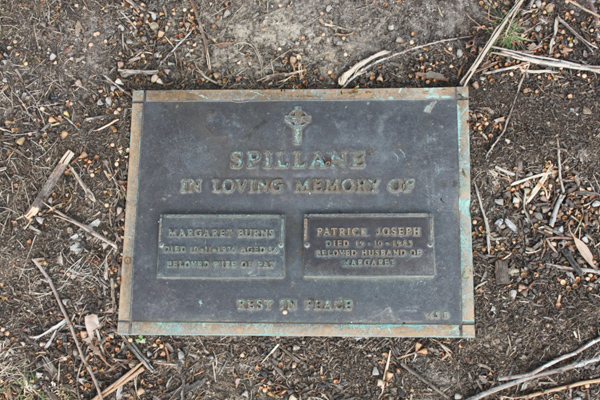 SPILLANE
IN LOVING MEMORY OF
MARGARET BURNS
DIED AGED
BELOVED WIFE OF PAT
PATRICK JOSEPH
DIED 19-10-1983
BELOVED HUSBAND OF
MARGARET
REST IN PEACE